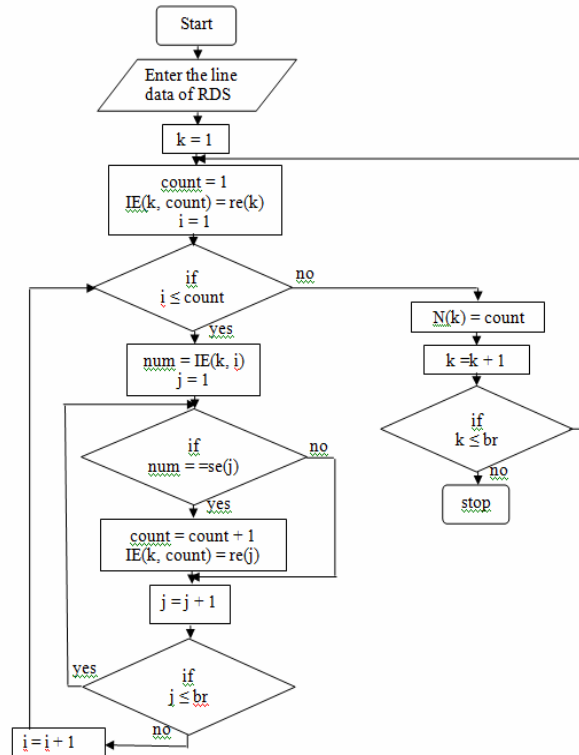 Start
Enter the line
data of RDS
k = 1
count = 1
IE(k, count) = re(k)
i = 1
if
i ≤ count
no
yes
num = IE(k, i)
j = 1
if
num = =se(j)
no
yes
count = count + 1
IE(k, count) = re(j)
j = j + 1
if
j ≤ br
yes
no
i = i + 1
N(k) = count
k =k + 1
if
k ≤ br
no
stop